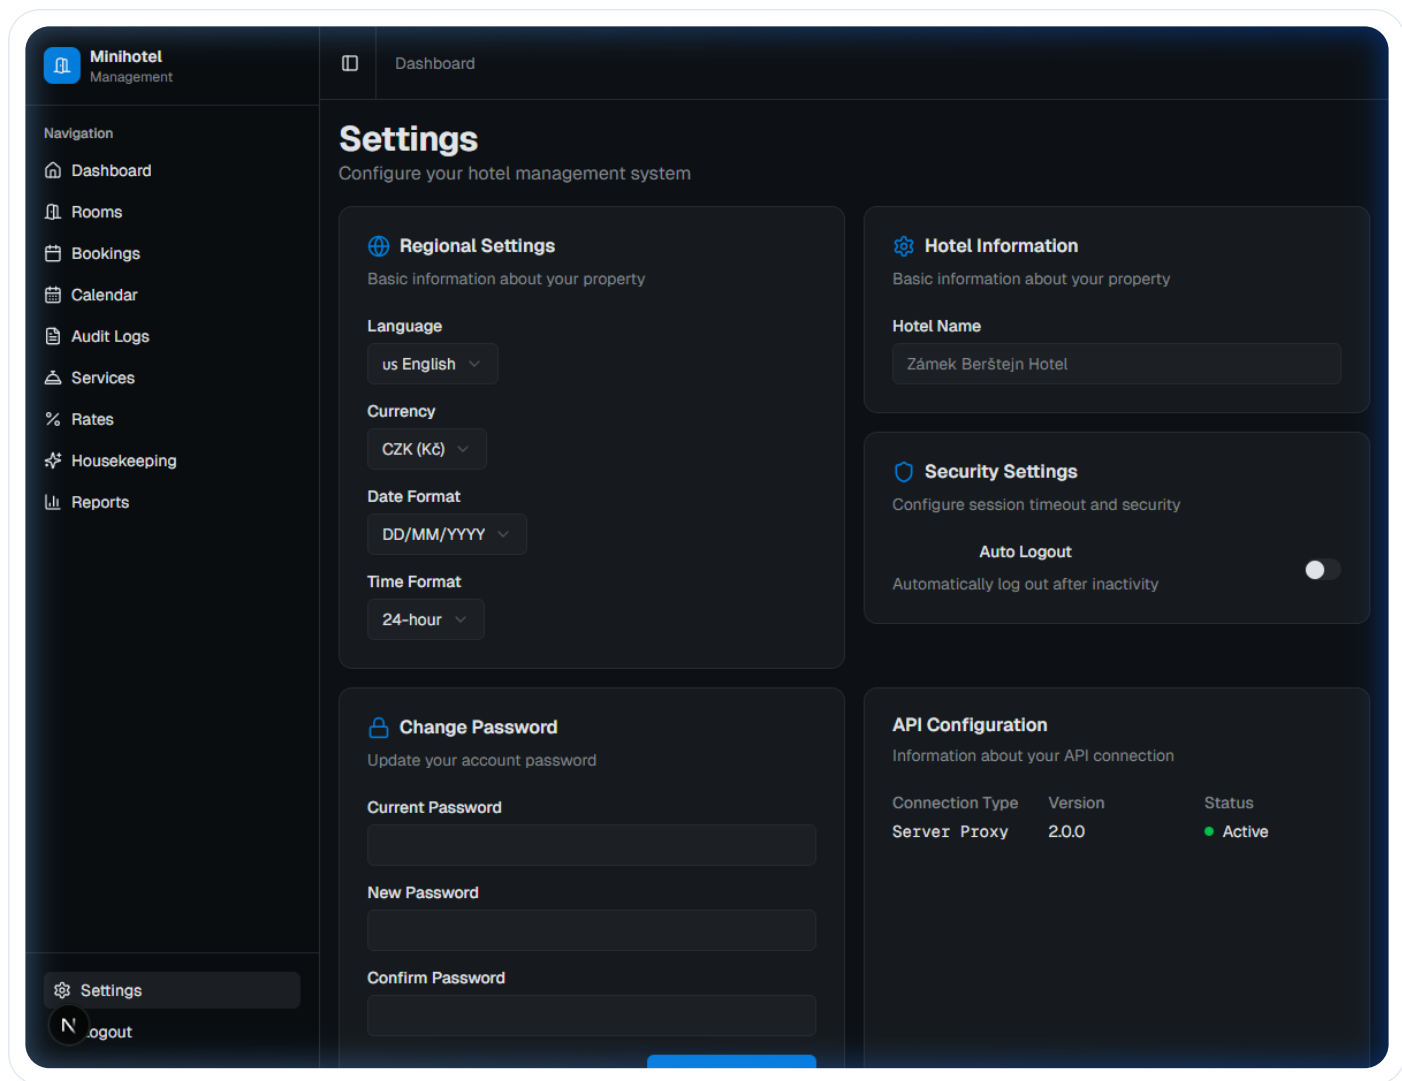 Minihotel
Management
Navigation
Dashboard
Rooms
Bookings
Calendar
Audit Logs
Services
Rates
Housekeeping
Reports
Settings
N
ogout
Dashboard
Settings
Configure your hotel management system
Regional Settings
Basic information about your property
Language
us English
Currency
CZK (Kč)
Date Format
DD/MM/YYYY
Time Format
24-hour
Hotel Information
Basic information about your property
Hotel Name
Zámek Berštejn Hotel
Security Settings
Configure session timeout and security
Auto Logout
Automatically log out after inactivity
Change Password
Update your account password
Current Password
New Password
Confirm Password
API Configuration
Information about your API connection
Connection Type Version Status
Server Proxy 2.0.0 Active